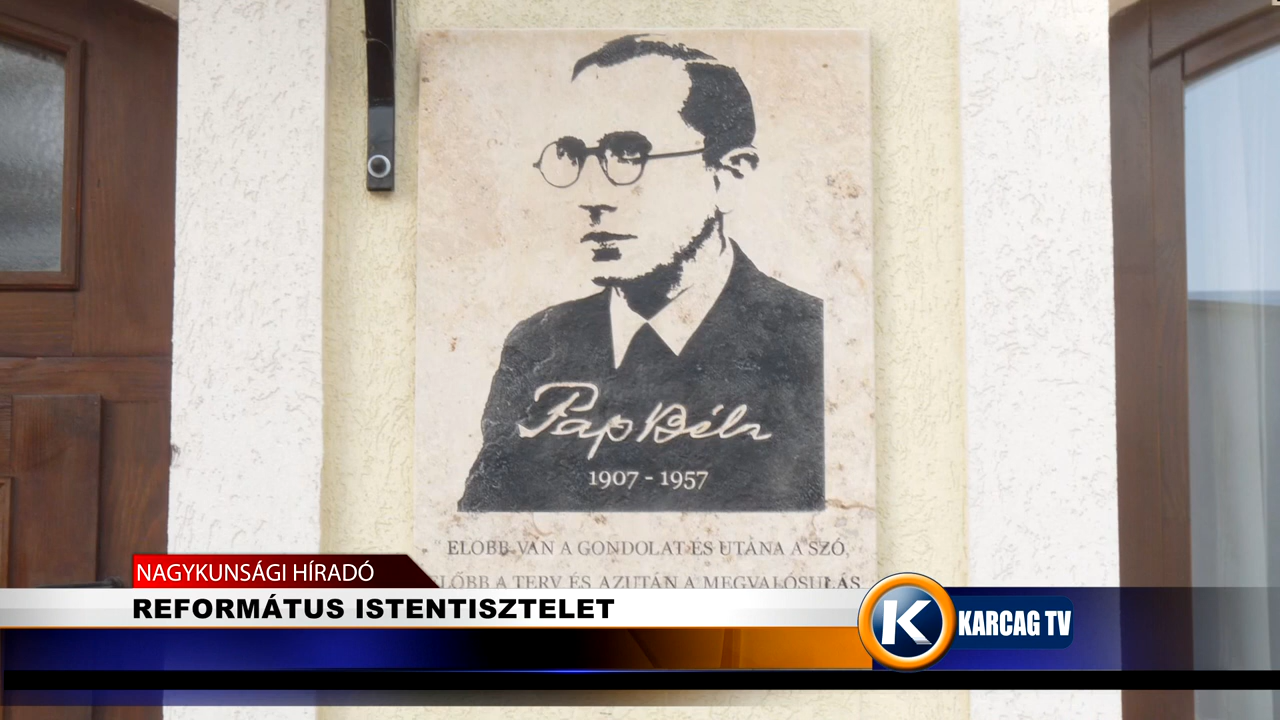 Pap Béla
1907 - 1957
" ELŐBB VAN A GONDOLAT ÉS UTÁNA A SZÓ,
ELŐBB A TERV ÉS AZUTÁN A MEGVALÓSULÁS
NAGYKUNSÁGI HÍRADÓ
REFORMÁTUS ISTENTISZTELET
K KARCAG TV